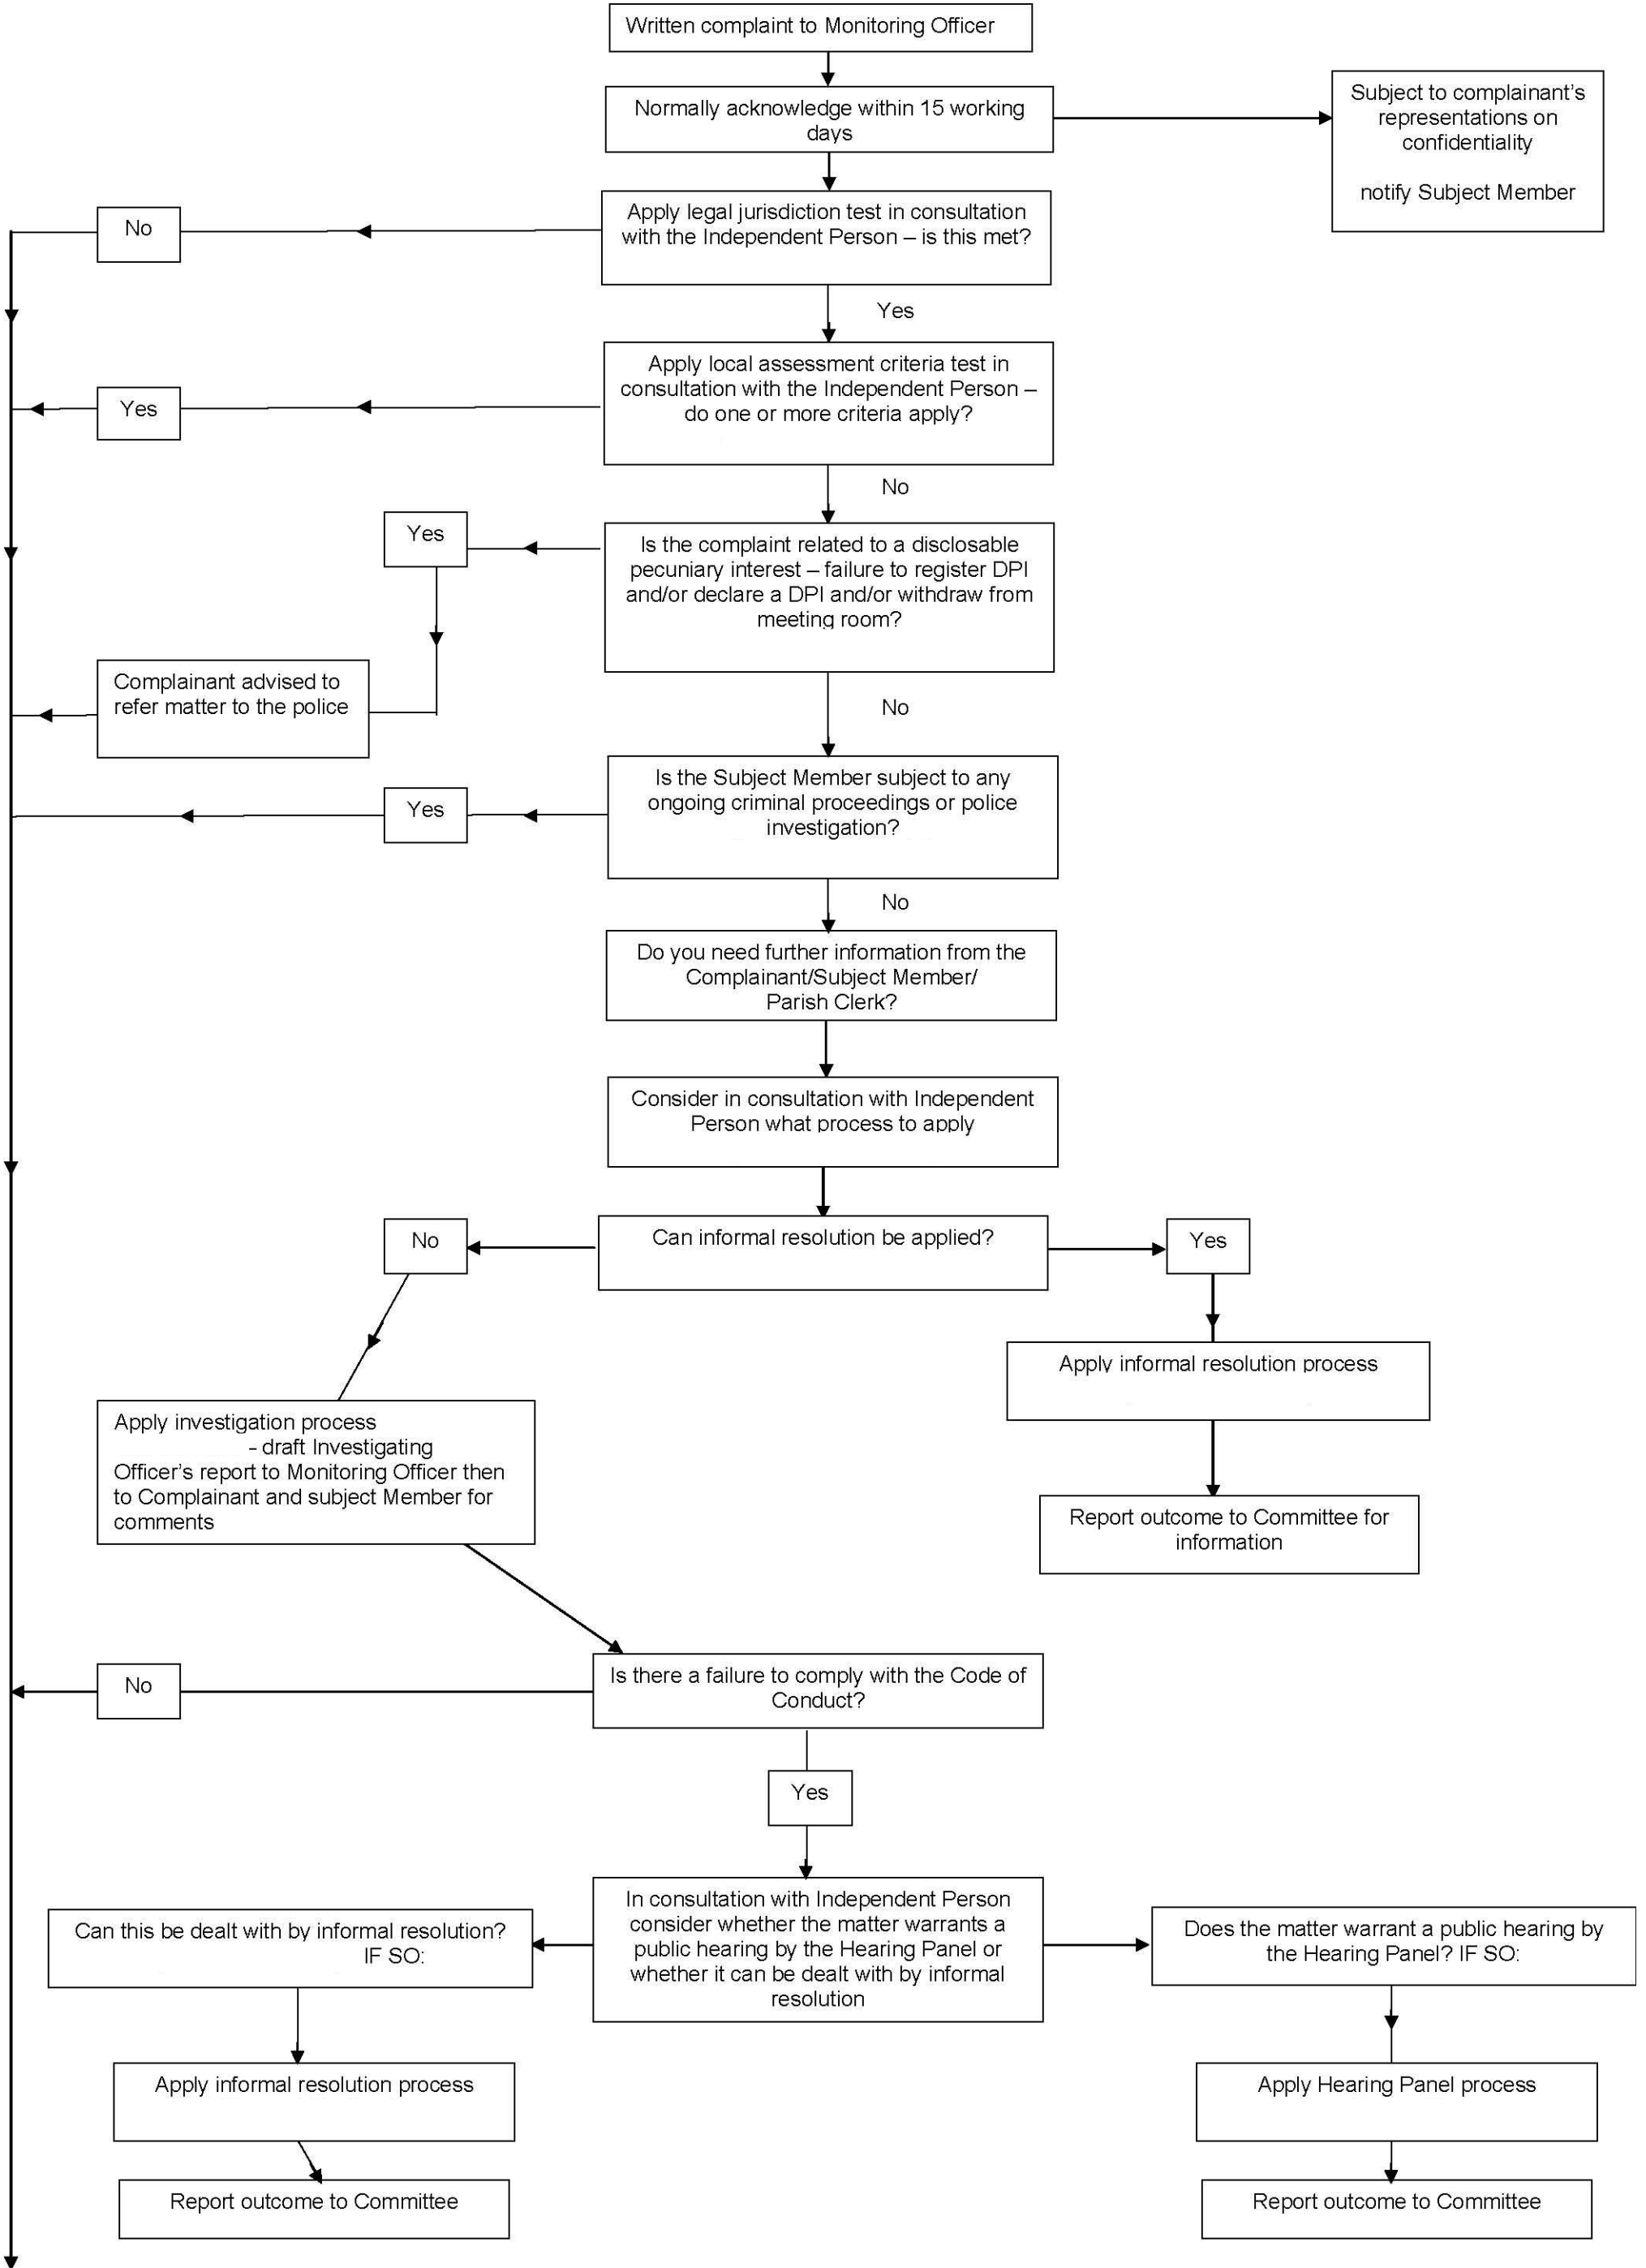 Written complaint to Monitoring Officer
Normally acknowledge within 15 working
days
Subject to complainant's
representations on
confidentiality
notify Subject Member
Apply legal jurisdiction test in consultation
with the Independent Person – is this met?
No
Yes
Apply local assessment criteria test in
consultation with the Independent Person –
do one or more criteria apply?
Yes
No
Is the complaint related to a disclosable
pecuniary interest – failure to register DPI
and/or declare a DPI and/or withdraw from
meeting room?
Yes
Complainant advised to
refer matter to the police
No
Is the Subject Member subject to any
ongoing criminal proceedings or police
investigation?
Yes
No
Do you need further information from the
Complainant/Subject Member/
Parish Clerk?
Consider in consultation with Independent
Person what process to apply
No
Can informal resolution be applied?
Yes
Apply informal resolution process
Apply investigation process
- draft Investigating
Officer's report to Monitoring Officer then
to Complainant and subject Member for
comments
Report outcome to Committee for
information
Is there a failure to comply with the Code of
Conduct?
No
Yes
In consultation with Independent Person
consider whether the matter warrants a
public hearing by the Hearing Panel or
whether it can be dealt with by informal
resolution
Can this be dealt with by informal resolution?
IF SO:
Does the matter warrant a public hearing by
the Hearing Panel? IF SO:
Apply informal resolution process
Apply Hearing Panel process
Report outcome to Committee
Report outcome to Committee